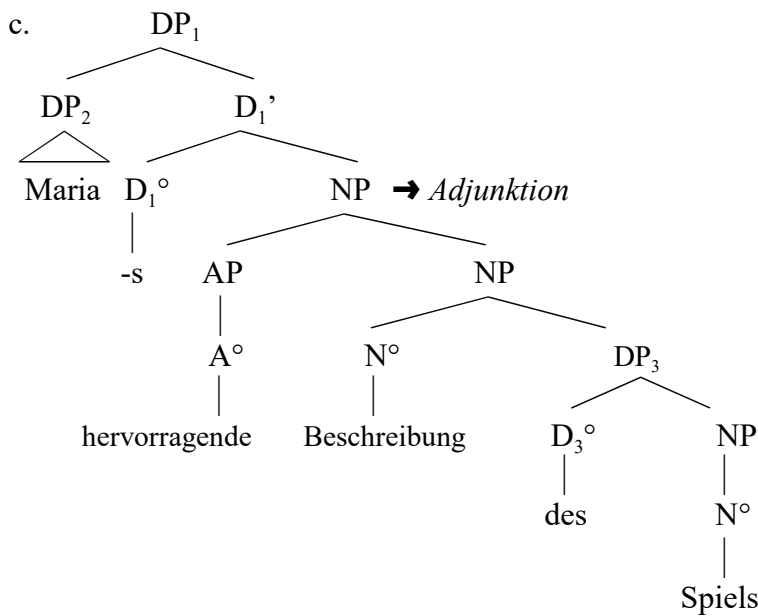 c. DP₁
DP₂ D₁’
Maria D₁° NP ➔ Adjunktion
-s AP NP
A° N° DP₃
hervorragende Beschreibung D₃° NP
des N°
Spiels